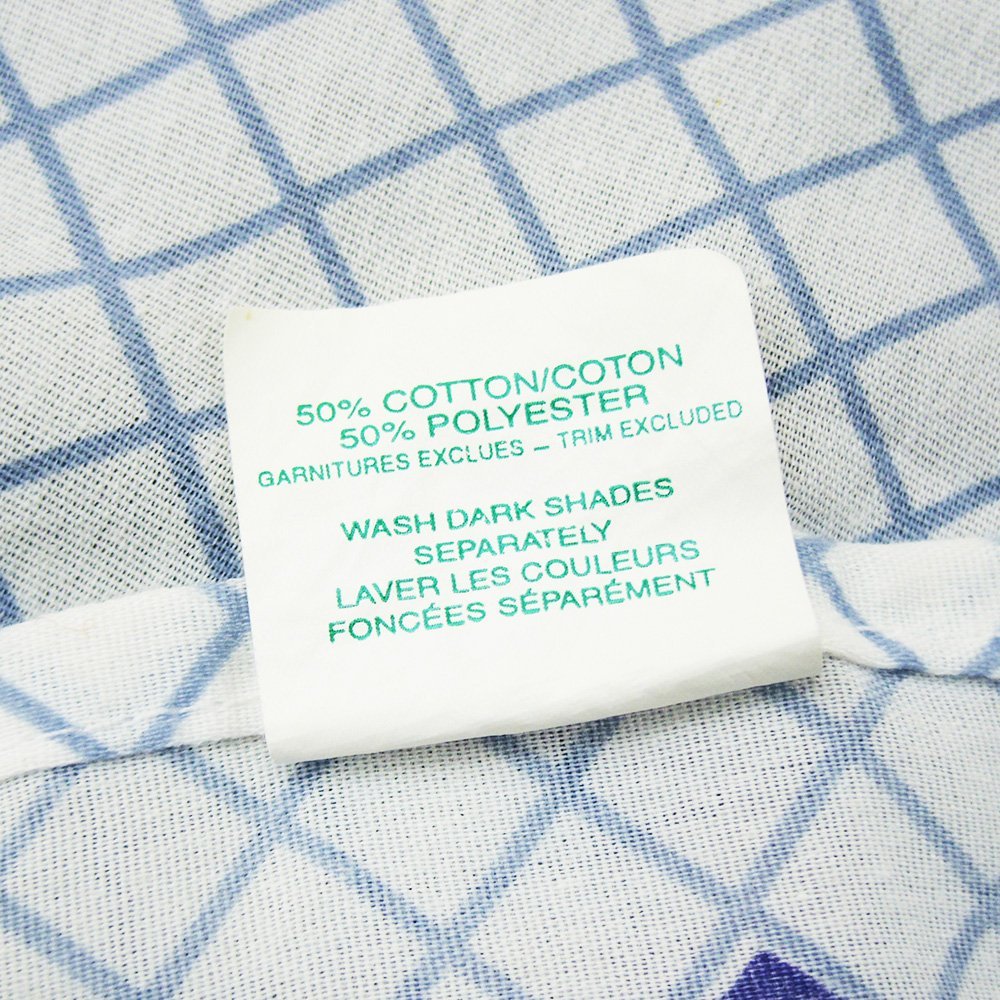 50% COTTON/COTON
50% POLYESTER
GARNITURES EXCLUES – TRIM EXCLUDED
WASH DARK SHADES
SEPARATELY
LAVER LES COULEURS
FONCÉES SÉPARÉMENT